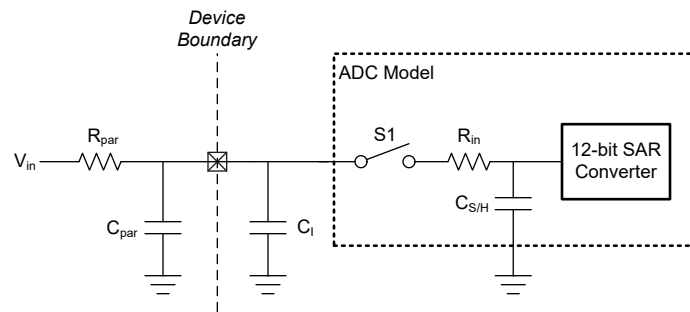 Device
Boundary
ADC Model
R_par
S1
R_in
12-bit SAR
Converter
V_in
C_par
C_I
C_S/H